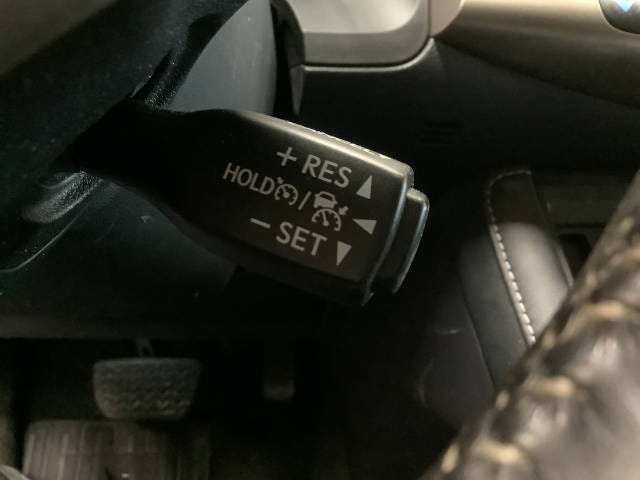 + RES ▲
HOLD / ◀
− SET ▼